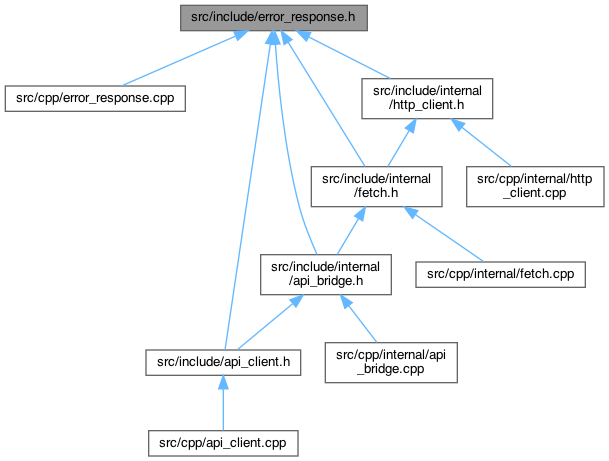 src/include/error_response.h
src/cpp/error_response.cpp
src/include/internal
/http_client.h
src/include/internal
/fetch.h
src/cpp/internal/http
_client.cpp
src/include/internal
/api_bridge.h
src/cpp/internal/fetch.cpp
src/include/api_client.h
src/cpp/internal/api
_bridge.cpp
src/cpp/api_client.cpp